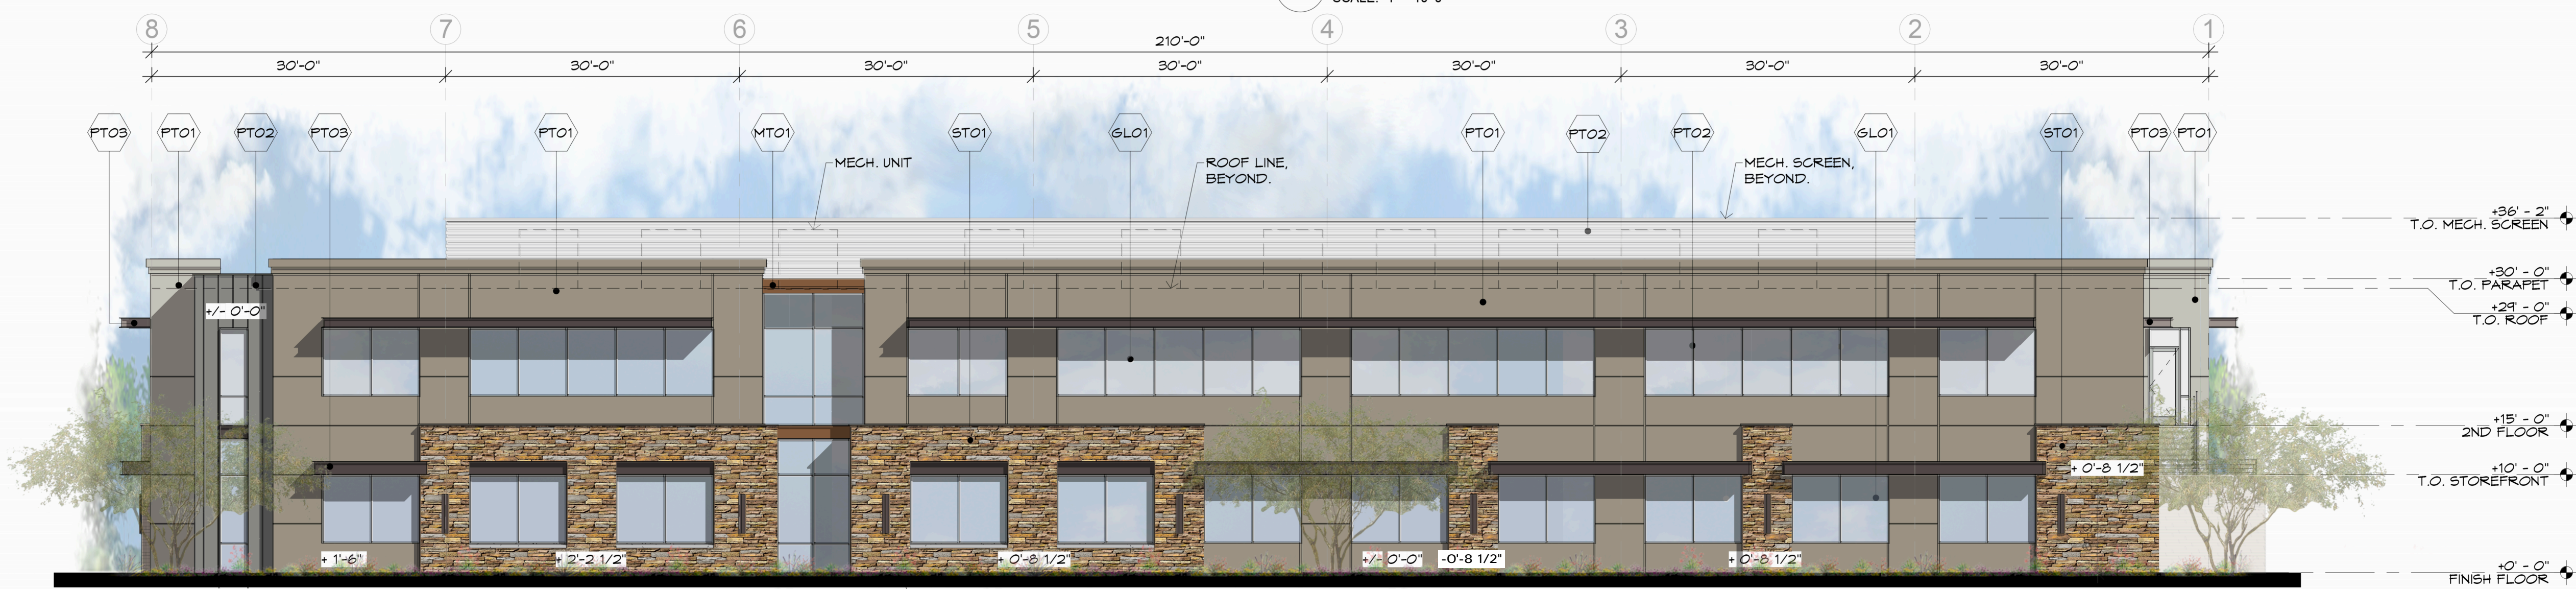 8 7 6 5 4 3 2 1
210'-0"
30'-0" 30'-0" 30'-0" 30'-0" 30'-0" 30'-0" 30'-0"
PT03 PT01 PT02 PT03 PT01 MT01 ST01 GL01 PT01 PT02 PT02 GL01 ST01 PT03 PT01
MECH. UNIT
ROOF LINE,
BEYOND.
MECH. SCREEN,
BEYOND.
+36' - 2"
T.O. MECH. SCREEN
+30' - 0"
T.O. PARAPET
+29' - 0"
T.O. ROOF
+15' - 0"
2ND FLOOR
+10' - 0"
T.O. STOREFRONT
+0' - 0"
FINISH FLOOR
+/- 0'-0"
+ 0'-8 1/2"
+ 1'-6"
+ 2'-2 1/2"
+ 0'-8 1/2"
+/- 0'-0"
-0'-8 1/2"
+ 0'-8 1/2"